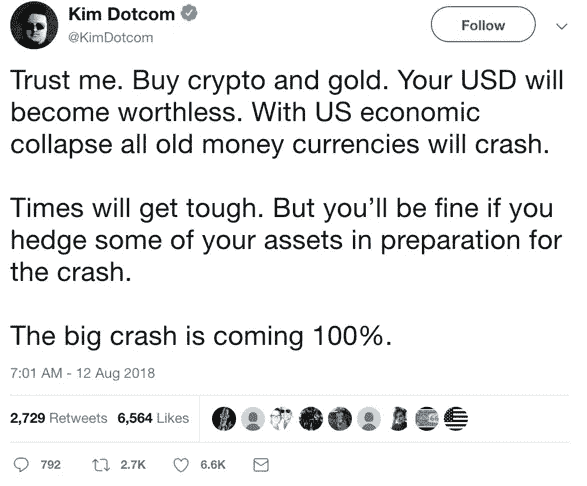 Kim Dotcom
@KimDotcom
Follow
Trust me. Buy crypto and gold. Your USD will
become worthless. With US economic
collapse all old money currencies will crash.
Times will get tough. But you’ll be fine if you
hedge some of your assets in preparation for
the crash.
The big crash is coming 100%.
7:01 AM - 12 Aug 2018
2,729 Retweets 6,564 Likes
792 2.7K 6.6K